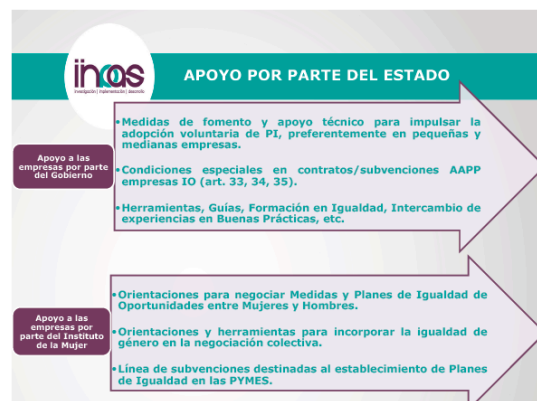 iinoas
Investigación | Implementación | desarrollo
APOYO POR PARTE DEL ESTADO
Apoyo a las
empresas por parte
del Gobierno
•Medidas de fomento y apoyo técnico para impulsar la
adopción voluntaria de PI, preferentemente en pequeñas y
medianas empresas.
•Condiciones especiales en contratos/subvenciones AAPP
empresas IO (art. 33, 34, 35).
•Herramientas, Guías, Formación en Igualdad, Intercambio de
experiencias en Buenas Prácticas, etc.
Apoyo a las
empresas por
parte del Instituto
de la Mujer
•Orientaciones para negociar Medidas y Planes de Igualdad de
Oportunidades entre Mujeres y Hombres.
•Orientaciones y herramientas para incorporar la igualdad de
género en la negociación colectiva.
•Línea de subvenciones destinadas al establecimiento de Planes
de Igualdad en las PYMES.